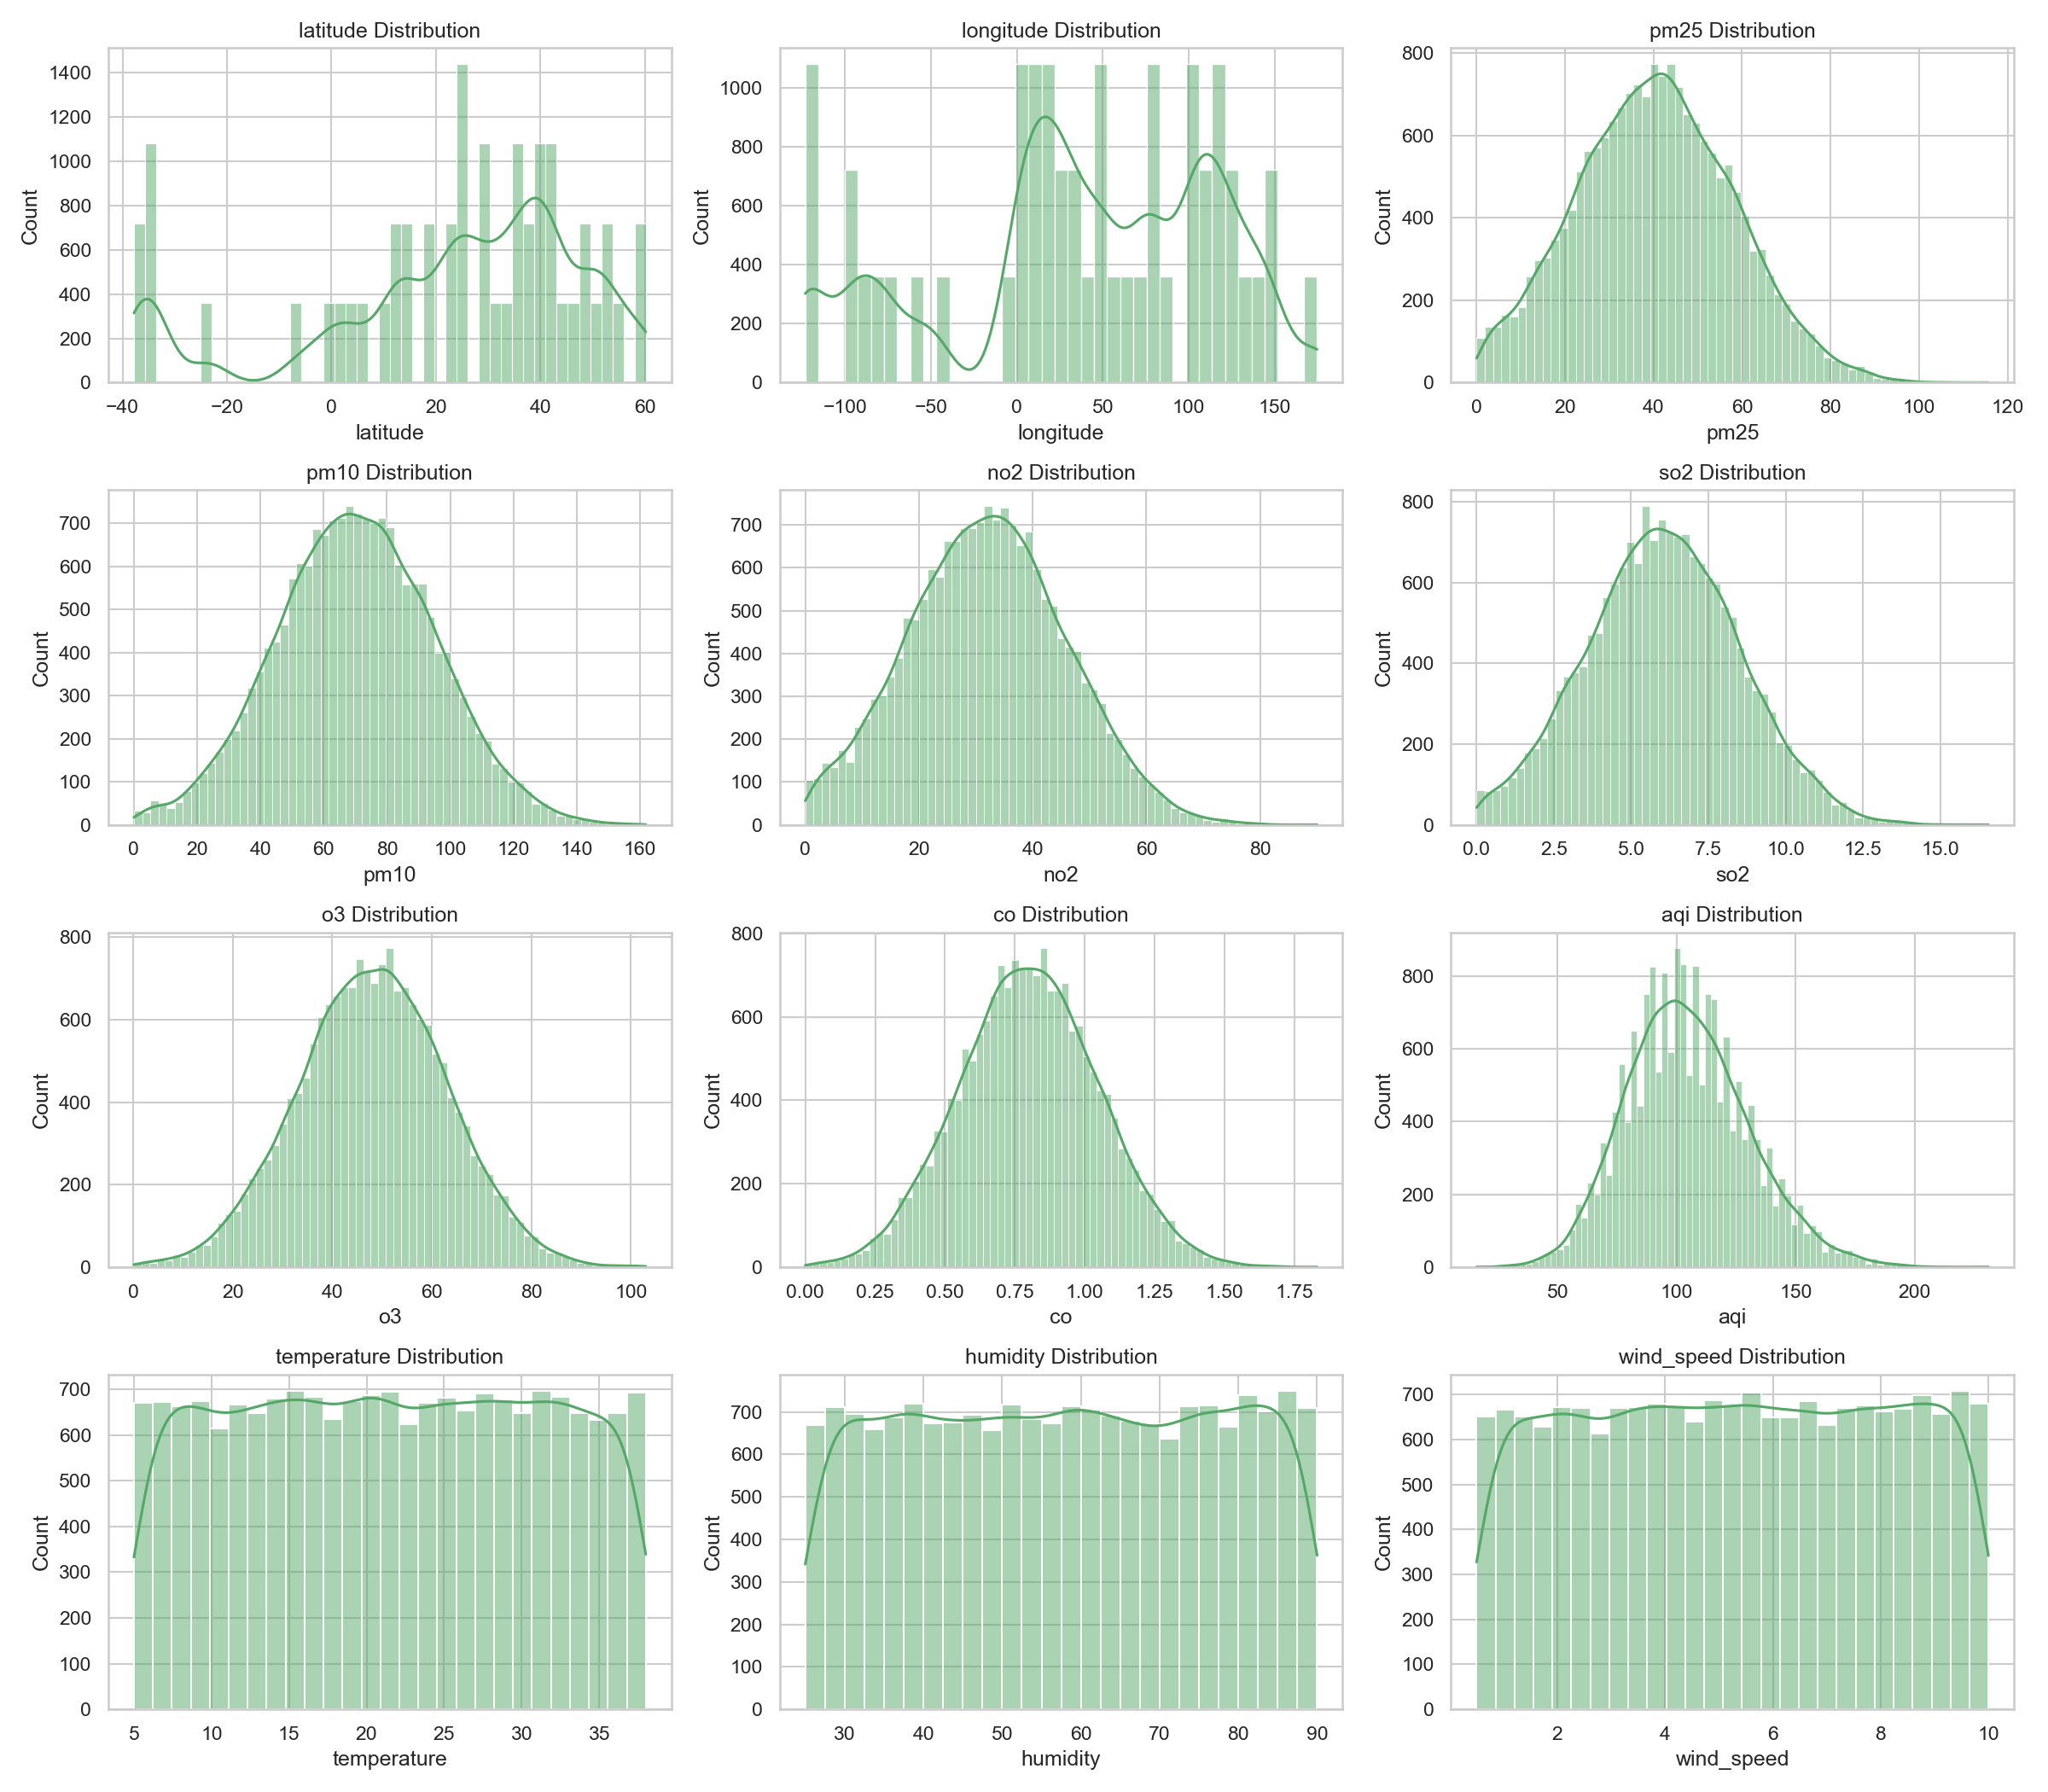 latitude Distribution
Count
1400
1200
1000
800
600
400
200
0
−40 −20 0 20 40 60
latitude
longitude Distribution
Count
1000
800
600
400
200
0
−100 −50 0 50 100 150
longitude
pm25 Distribution
Count
800
600
400
200
0
0 20 40 60 80 100 120
pm25
pm10 Distribution
Count
700
600
500
400
300
200
100
0
0 20 40 60 80 100 120 140 160
pm10
no2 Distribution
Count
700
600
500
400
300
200
100
0
0 20 40 60 80
no2
so2 Distribution
Count
800
600
400
200
0
0.0 2.5 5.0 7.5 10.0 12.5 15.0
so2
o3 Distribution
Count
800
600
400
200
0
0 20 40 60 80 100
o3
co Distribution
Count
800
600
400
200
0
0.00 0.25 0.50 0.75 1.00 1.25 1.50 1.75
co
aqi Distribution
Count
800
600
400
200
0
50 100 150 200
aqi
temperature Distribution
Count
700
600
500
400
300
200
100
0
5 10 15 20 25 30 35
temperature
humidity Distribution
Count
700
600
500
400
300
200
100
0
30 40 50 60 70 80 90
humidity
wind_speed Distribution
Count
700
600
500
400
300
200
100
0
2 4 6 8 10
wind_speed